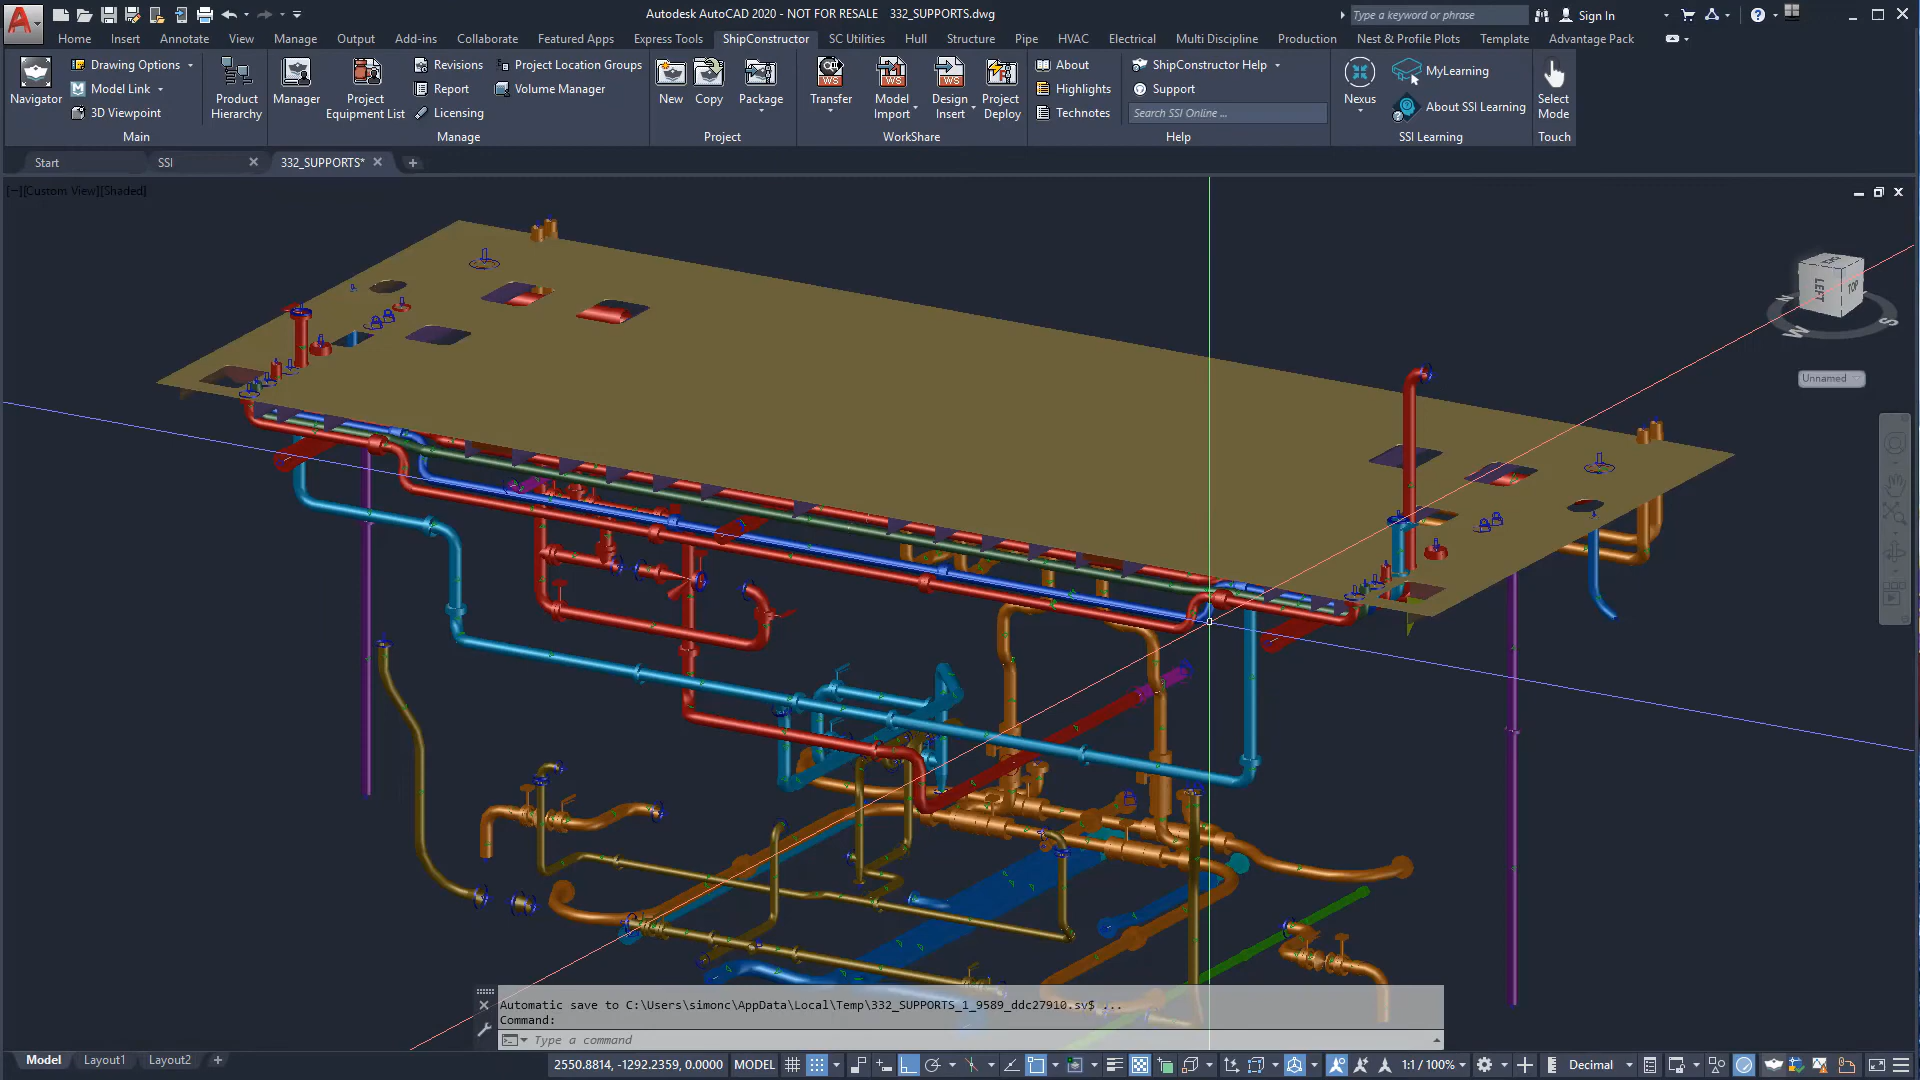 Autodesk AutoCAD 2020 - NOT FOR RESALE 332_SUPPORTS.dwg
Type a keyword or phrase
Sign In
Home Insert Annotate View Manage Output Add-ins Collaborate Featured Apps Express Tools ShipConstructor SC Utilities Hull Structure Pipe HVAC Electrical Multi Discipline Production Nest & Profile Plots Template Advantage Pack
Navigator
Drawing Options
Model Link
3D Viewpoint
Product Hierarchy
Main
Manager
Project Equipment List
Revisions
Report
Licensing
Project Location Groups
Volume Manager
Manage
New
Copy
Package
Project
WS
Transfer
WS
Model Import
WS
Design Insert
WS
Project Deploy
WorkShare
About
Highlights
Technotes
ShipConstructor Help
Support
Search SSI Online ...
Help
Nexus
MyLearning
About SSI Learning
SSI Learning
Select Mode
Touch
Start
SSI
332_SUPPORTS*
[−][Custom View][Shaded]
LEFT
TOP
N
W
S
Unnamed
Automatic save to C:\Users\simonc\AppData\Local\Temp\332_SUPPORTS_1_9589_ddc27910.sv$ ...
Command:
Type a command
Model Layout1 Layout2 +
2550.8814, -1292.2359, 0.0000 MODEL
1:1 / 100%
Decimal